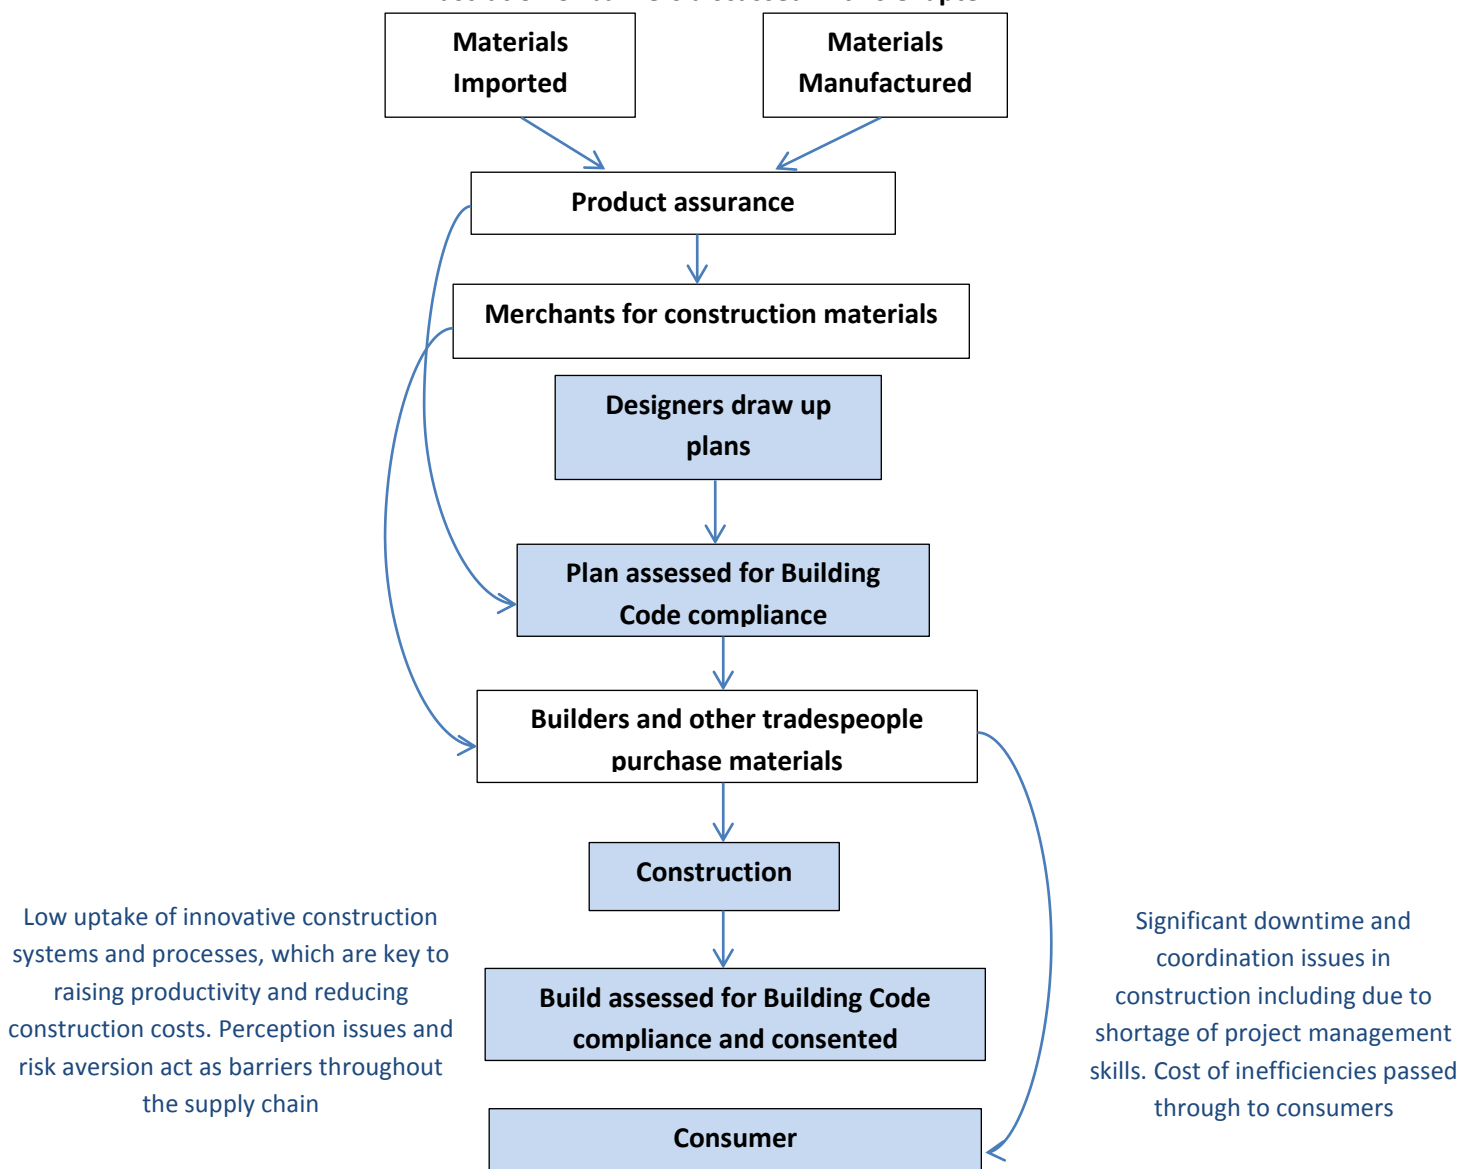 Materials
Imported
Materials
Manufactured
Product assurance
Merchants for construction materials
Designers draw up
plans
Plan assessed for Building
Code compliance
Builders and other tradespeople
purchase materials
Construction
Low uptake of innovative construction
systems and processes, which are key to
raising productivity and reducing
construction costs. Perception issues and
risk aversion act as barriers throughout
the supply chain
Significant downtime and
coordination issues in
construction including due to
shortage of project management
skills. Cost of inefficiencies passed
through to consumers
Build assessed for Building Code
compliance and consented
Consumer